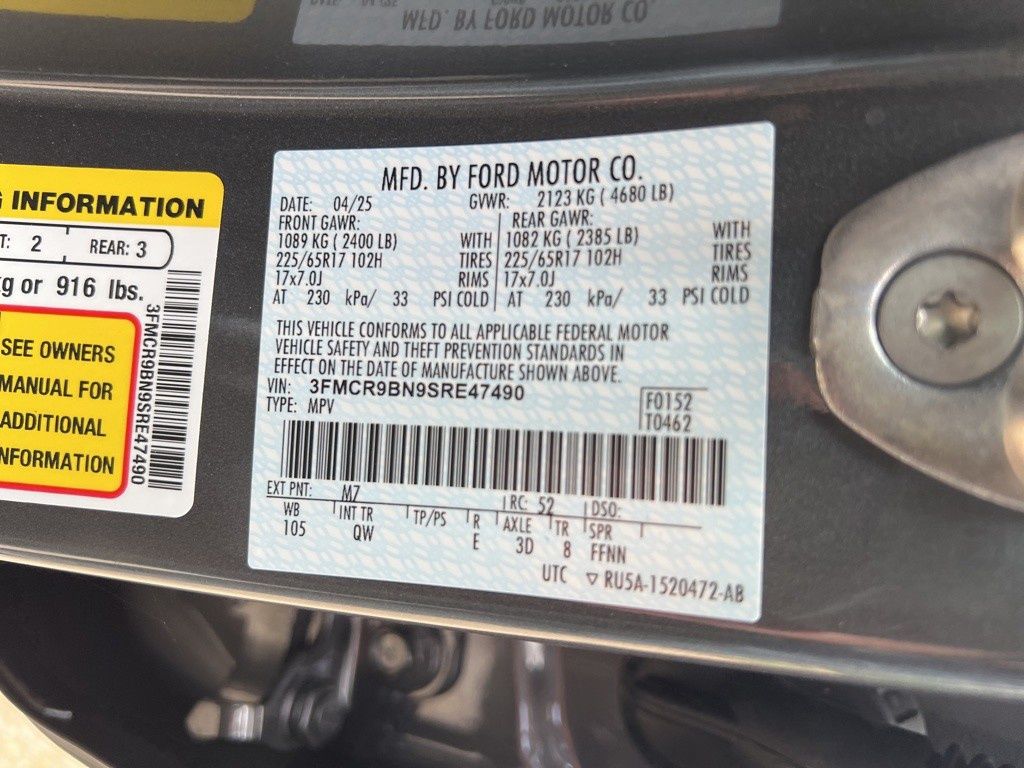 MFD. BY FORD MOTOR CO.
G INFORMATION
T: 2 REAR: 3
kg or 916 lbs.
SEE OWNERS
MANUAL FOR
ADDITIONAL
INFORMATION
3FMCR9BN9SRE47490
MFD. BY FORD MOTOR CO.
DATE: 04/25 GVWR: 2123 KG ( 4680 LB)
FRONT GAWR: REAR GAWR:
1089 KG ( 2400 LB) WITH 1082 KG ( 2385 LB) WITH
225/65R17 102H TIRES 225/65R17 102H TIRES
17x7.0J RIMS 17x7.0J RIMS
AT 230 kPa/ 33 PSI COLD AT 230 kPa/ 33 PSI COLD
THIS VEHICLE CONFORMS TO ALL APPLICABLE FEDERAL MOTOR
VEHICLE SAFETY AND THEFT PREVENTION STANDARDS IN
EFFECT ON THE DATE OF MANUFACTURE SHOWN ABOVE.
VIN: 3FMCR9BN9SRE47490
TYPE: MPV
F0152
T0462
EXT PNT: M7 RC: 52 DSO:
WB INT TR TP/PS R AXLE TR SPR
105 QW E 3D 8 FFNN
UTC ▽ RU5A-1520472-AB